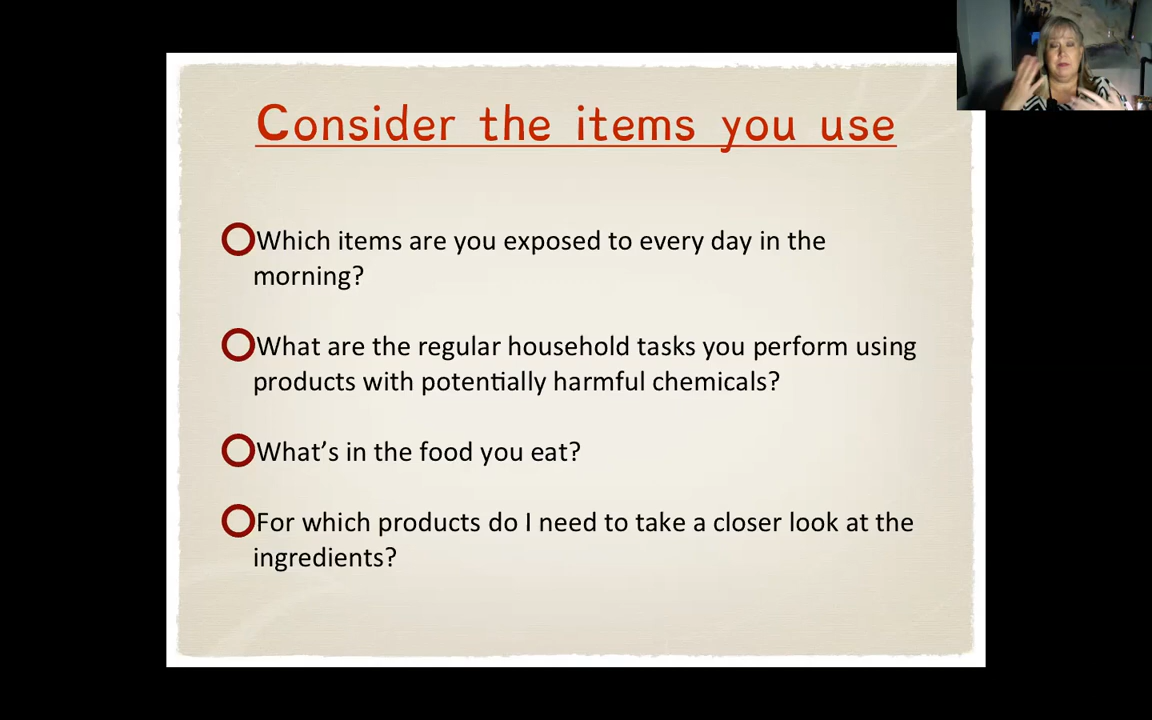 Consider the items you use
Which items are you exposed to every day in the
morning?
What are the regular household tasks you perform using
products with potentially harmful chemicals?
What’s in the food you eat?
For which products do I need to take a closer look at the
ingredients?